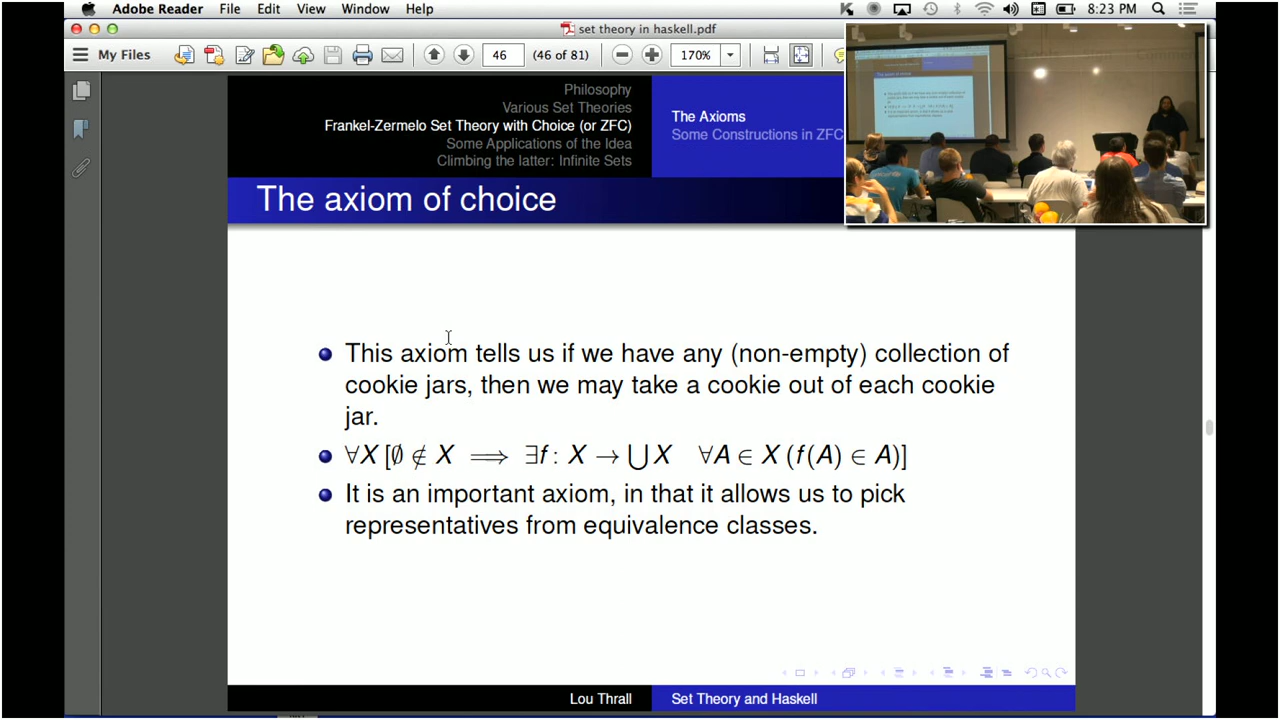 Adobe Reader File Edit View Window Help 8:23 PM
set theory in haskell.pdf
My Files 46 (46 of 81) 170%
Philosophy
Various Set Theories
Frankel-Zermelo Set Theory with Choice (or ZFC)
Some Applications of the Idea
Climbing the latter: Infinite Sets
The Axioms
Some Constructions in ZFC
The axiom of choice
This axiom tells us if we have any (non-empty) collection of
cookie jars, then we may take a cookie out of each cookie
jar.
∀X [∅ ∉ X ⟹ ∃f : X → ⋃ X ∀A ∈ X (f(A) ∈ A)]
It is an important axiom, in that it allows us to pick
representatives from equivalence classes.
Lou Thrall Set Theory and Haskell